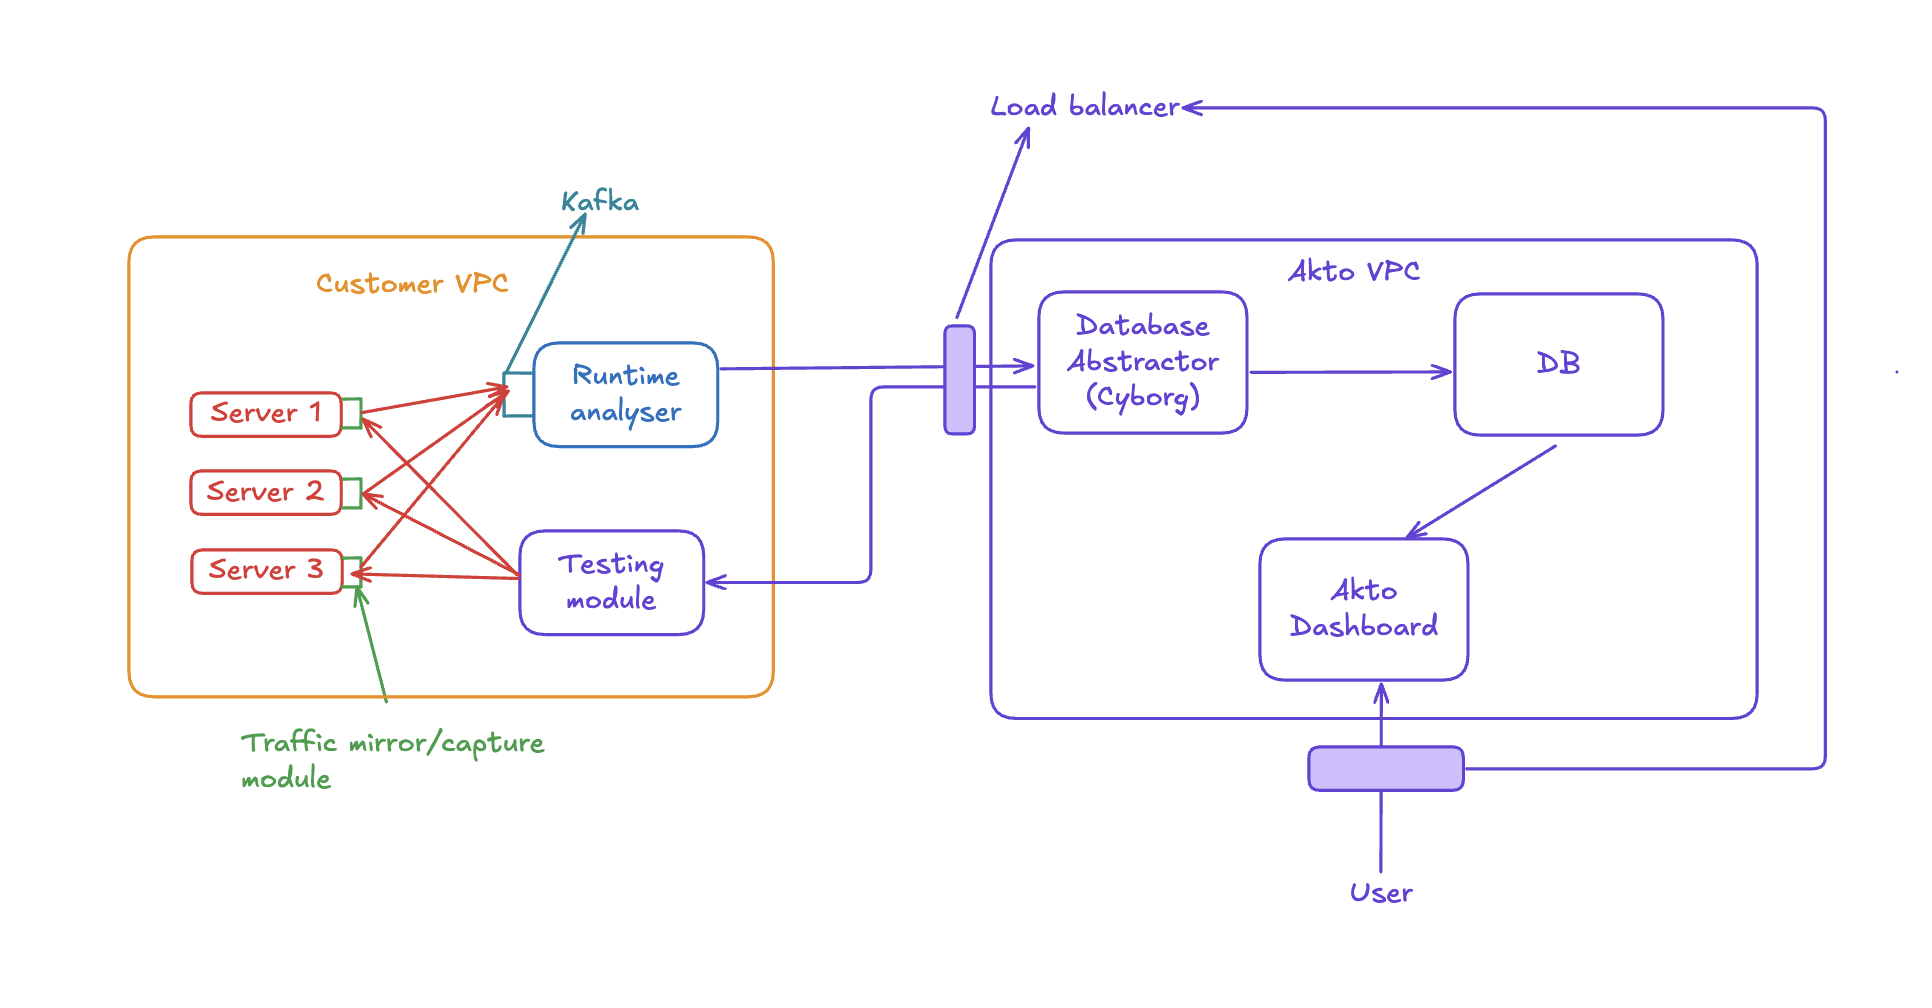 Load balancer
Kafka
Customer VPC
Akto VPC
Runtime
analyser
Database
Abstractor
(Cyborg)
DB
Server 1
Server 2
Server 3
Testing
module
Akto
Dashboard
Traffic mirror/capture
module
User